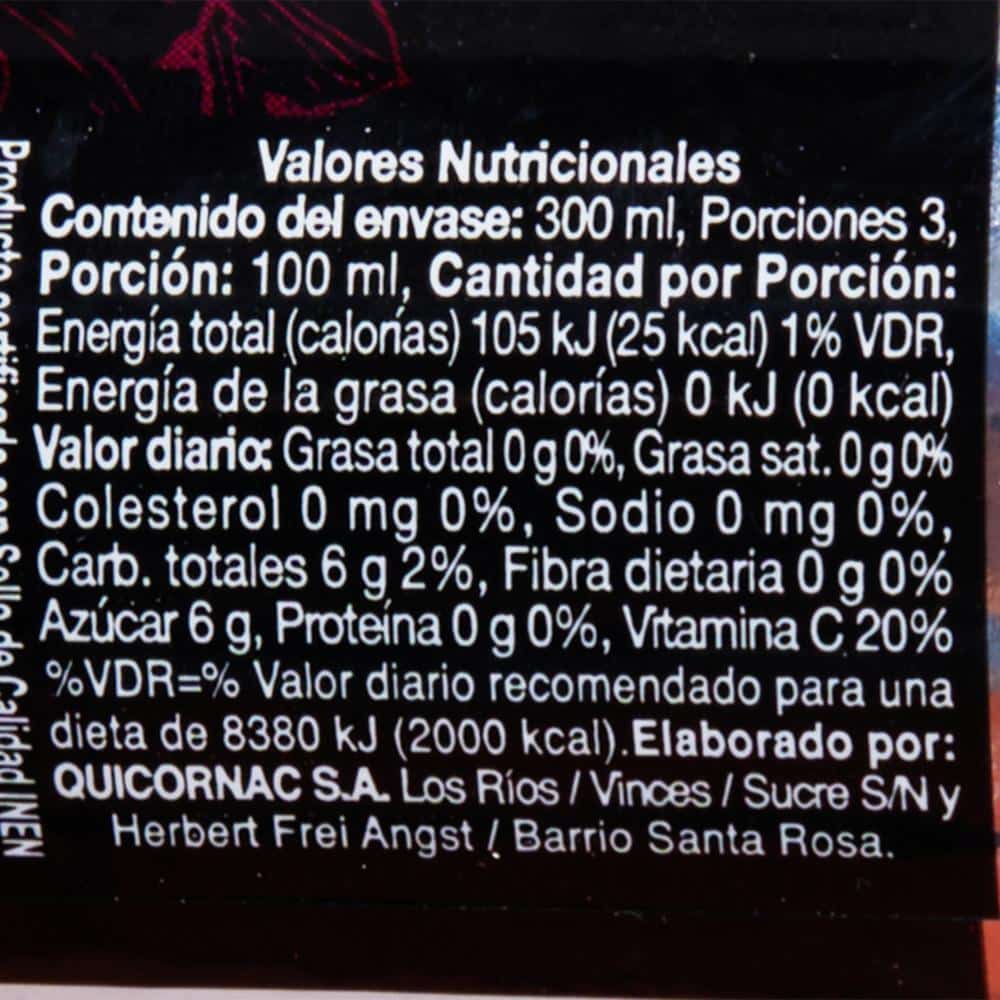 Valores Nutricionales
Contenido del envase: 300 ml, Porciones 3,
Porción: 100 ml, Cantidad por Porción:
Energía total (calorías) 105 kJ (25 kcal) 1% VDR,
Energía de la grasa (calorías) 0 kJ (0 kcal)
Valor diario: Grasa total 0 g 0%, Grasa sat. 0 g 0%
Colesterol 0 mg 0%, Sodio 0 mg 0%,
Carb. totales 6 g 2%, Fibra dietaria 0 g 0%
Azúcar 6 g, Proteína 0 g 0%, Vitamina C 20%
%VDR=% Valor diario recomendado para una
dieta de 8380 kJ (2000 kcal). Elaborado por:
QUICORNAC S.A. Los Ríos / Vinces / Sucre S/N y
Herbert Frei Angst / Barrio Santa Rosa.
Producto certificado con Sello de Calidad INEN